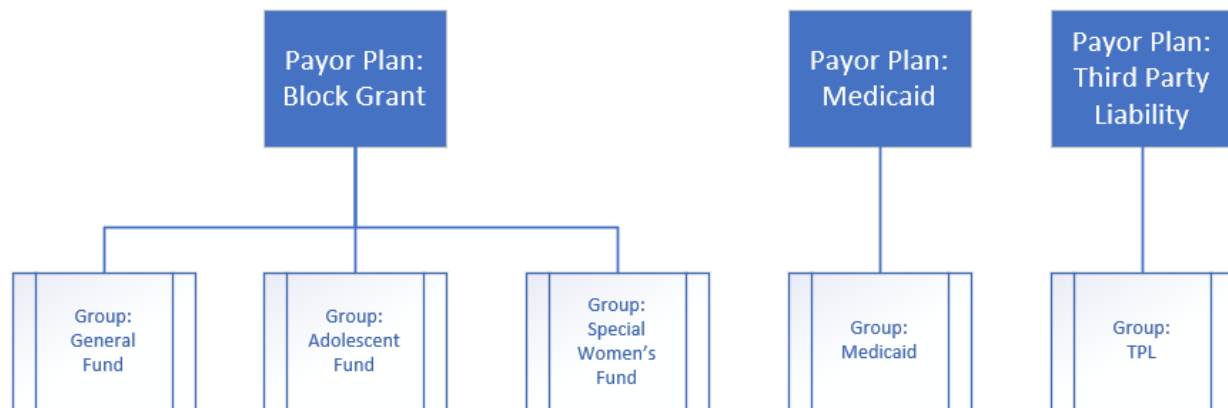 Payor Plan:
Block Grant
Payor Plan:
Medicaid
Payor Plan:
Third Party
Liability
Group:
General
Fund
Group:
Adolescent
Fund
Group:
Special
Women’s
Fund
Group:
Medicaid
Group:
TPL